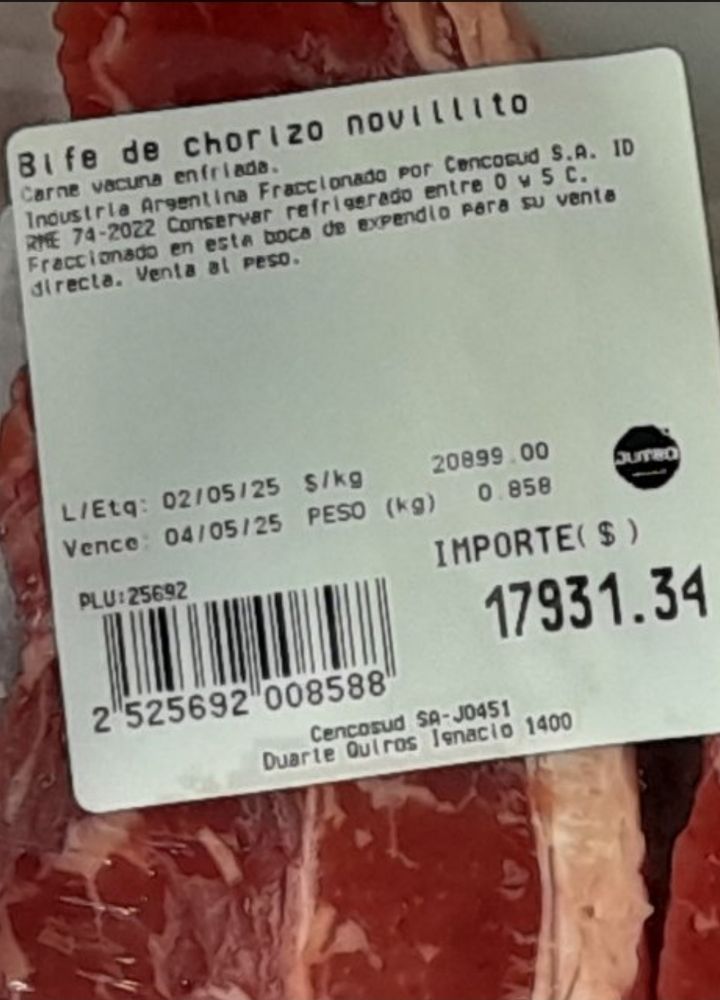 Bife de chorizo novillito
Carne vacuna enfriada.
Industria Argentina Fraccionado por Cencosud S.A. ID
RNE 74-2022 Conservar refrigerado entre 0 y 5 C.
Fraccionado en esta boca de expendio para su venta
directa. Venta al peso.
L/Etq: 02/05/25 $/kg 20899.00
Vence: 04/05/25 PESO (kg) 0.858
JUMBO
IMPORTE($)
17931.34
PLU:25692
2 525692 008588
Cencosud SA-J0451
Duarte Quiros Ignacio 1400